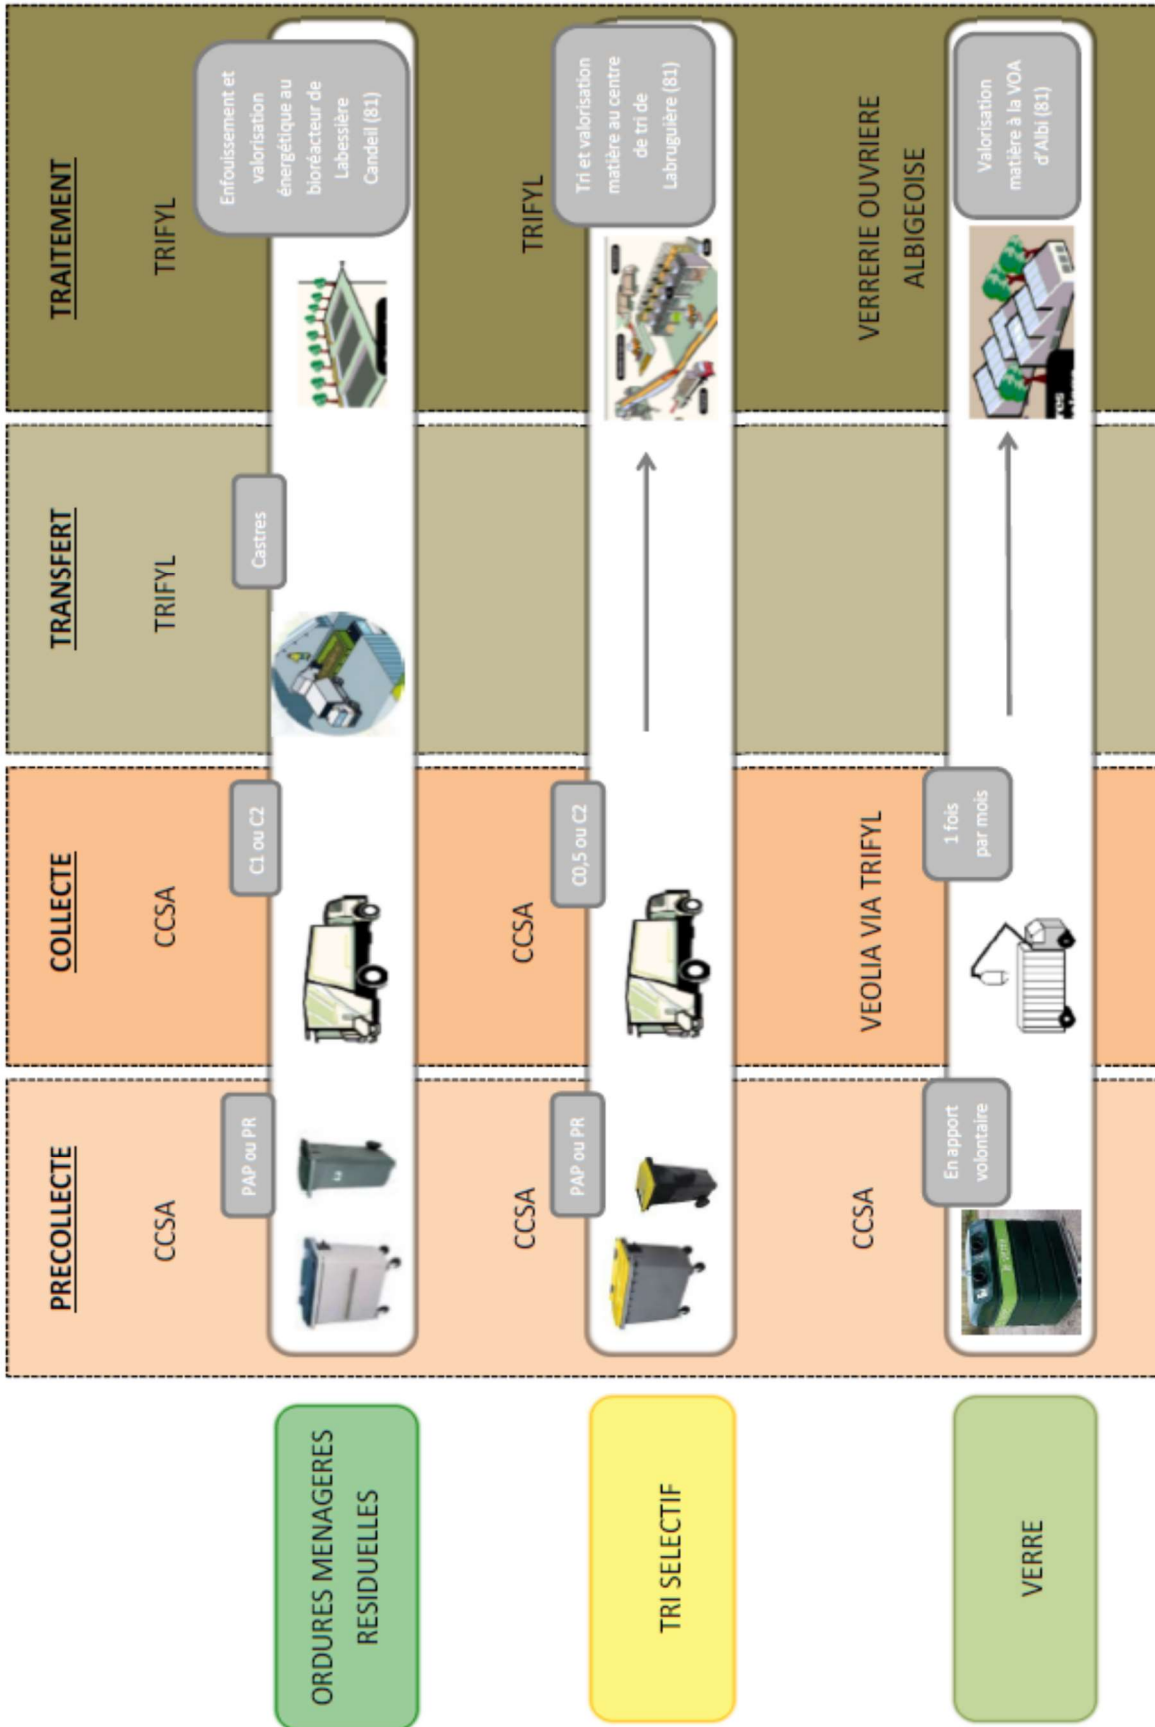 PRECOLLECTE
COLLECTE
TRANSFERT
TRAITEMENT
ORDURES MENAGERES
RESIDUELLES
CCSA
PAP ou PR
CCSA
C1 ou C2
TRIFYL
Castres
TRIFYL
Enfouissement et
valorisation
énergétique au
bioréacteur de
Labessière
Candeil (81)
TRI SELECTIF
CCSA
PAP ou PR
CCSA
C0,5 ou C2
TRIFYL
Tri et valorisation
matière au centre
de tri de
Labruguière (81)
VERRE
CCSA
En apport
volontaire
VEOLIA VIA TRIFYL
1 fois
par mois
VERRERIE OUVRIERE
ALBIGEOISE
Valorisation
matière à la VOA
d'Albi (81)